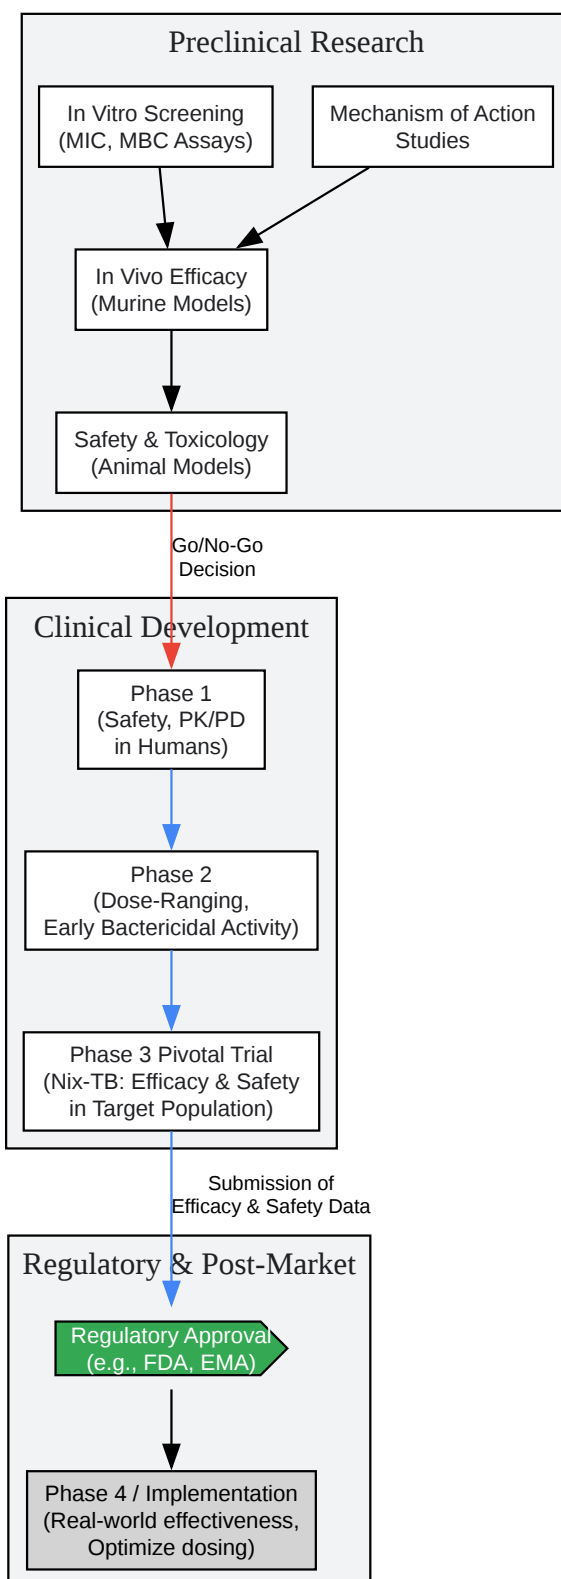 Preclinical Research
In Vitro Screening
(MIC, MBC Assays)
Mechanism of Action
Studies
In Vivo Efficacy
(Murine Models)
Safety & Toxicology
(Animal Models)
Go/No-Go
Decision
Clinical Development
Phase 1
(Safety, PK/PD
in Humans)
Phase 2
(Dose-Ranging,
Early Bactericidal Activity)
Phase 3 Pivotal Trial
(Nix-TB: Efficacy & Safety
in Target Population)
Submission of
Efficacy & Safety Data
Regulatory & Post-Market
Regulatory Approval
(e.g., FDA, EMA)
Phase 4 / Implementation
(Real-world effectiveness,
Optimize dosing)